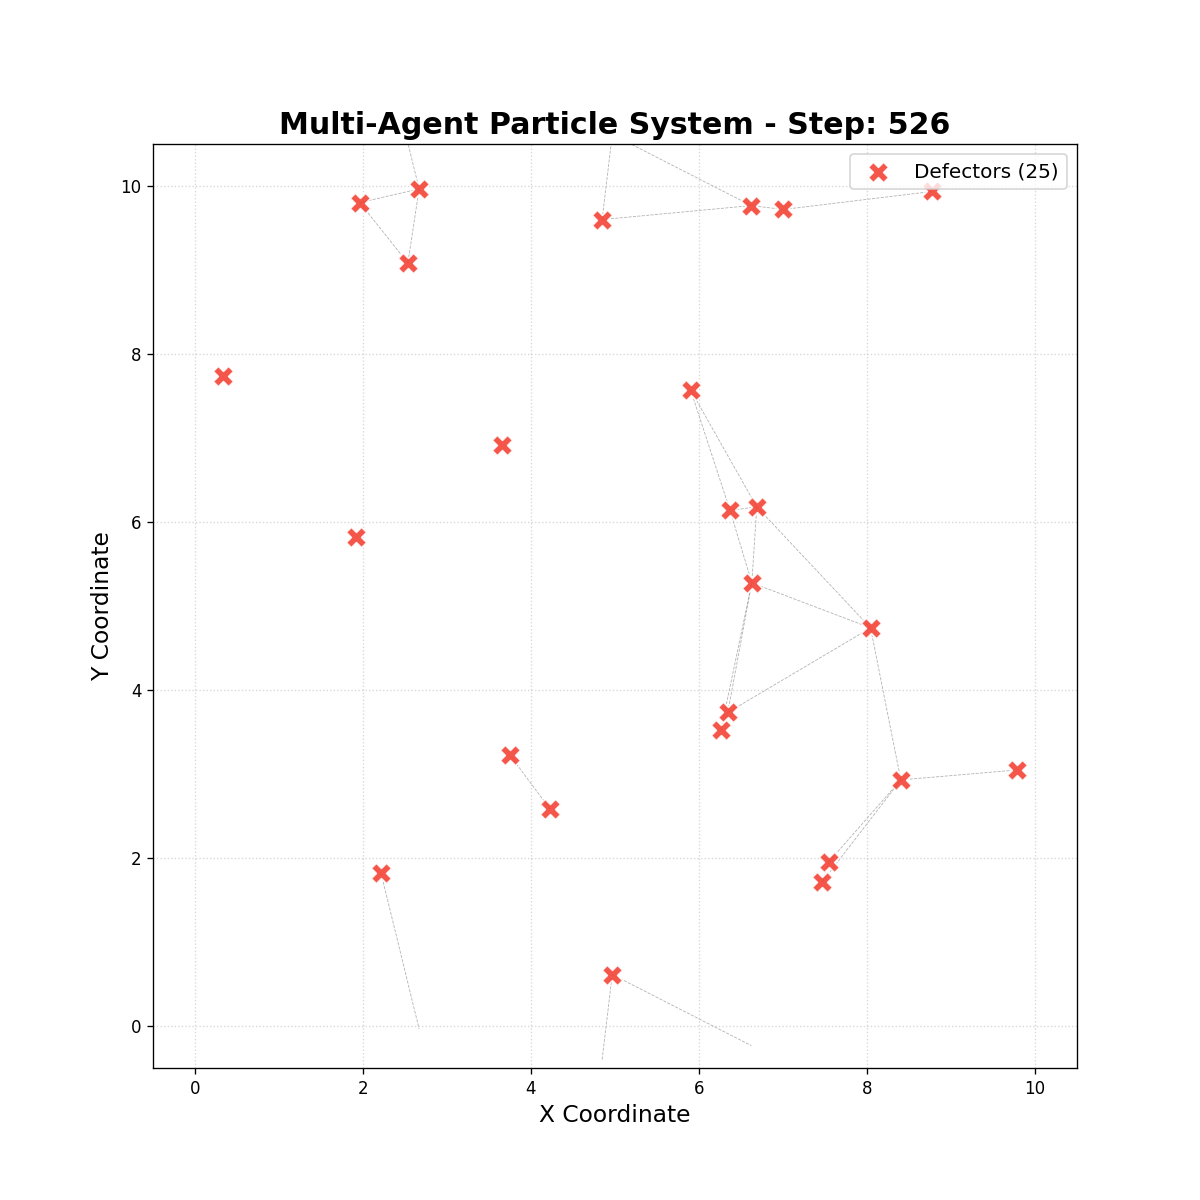 Multi-Agent Particle System - Step: 526
Defectors (25)
10
8
6
4
2
0
Y Coordinate
0 2 4 6 8 10
X Coordinate